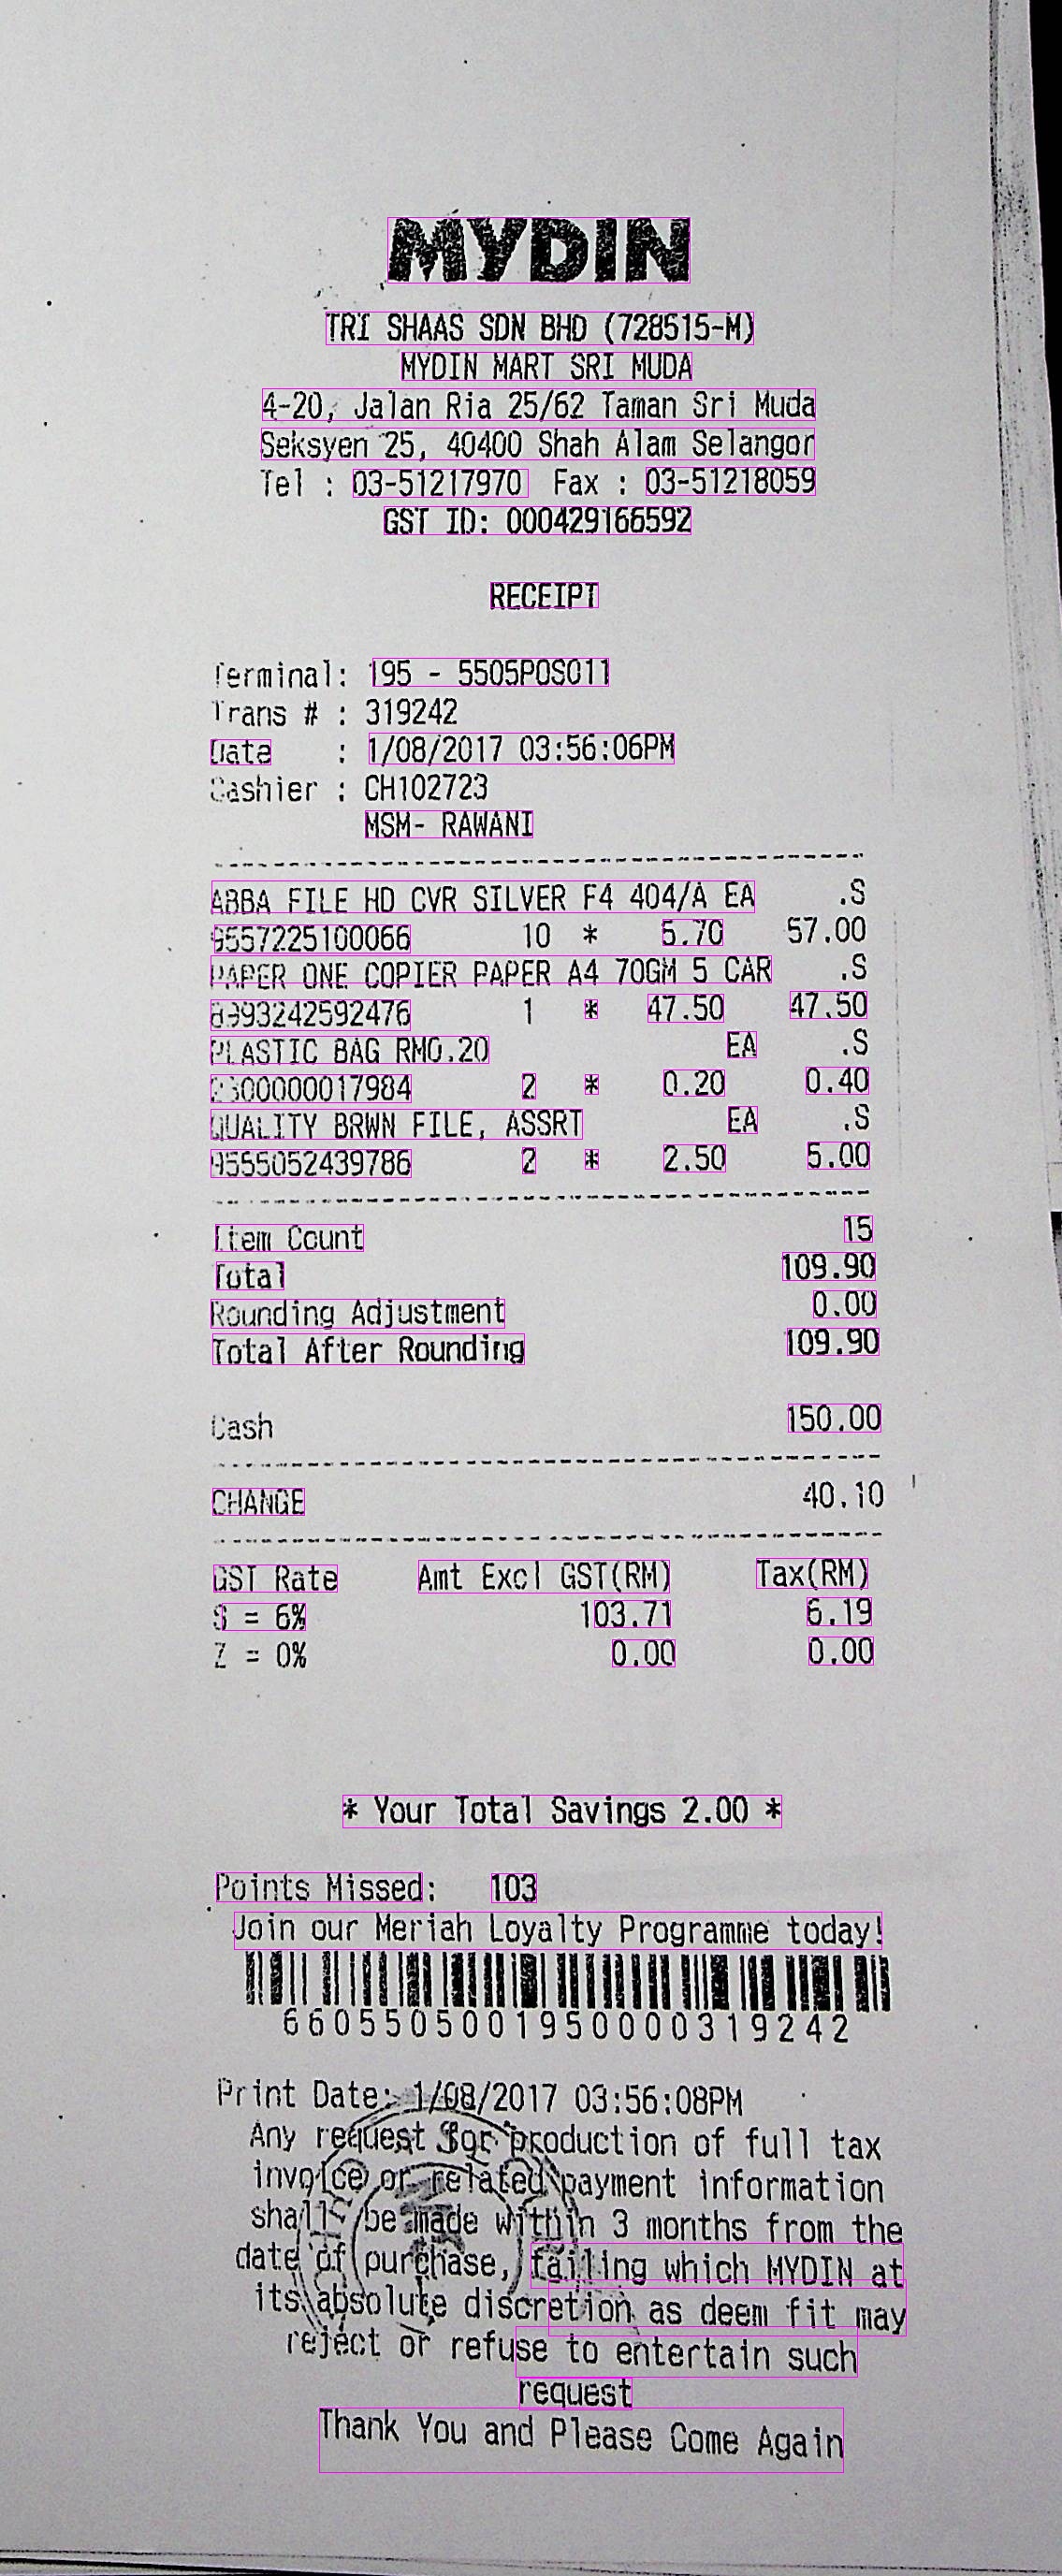 MYDIN
TRI SHAAS SDN BHD (728515-M)
MYDIN MART SRI MUDA
4-20, Jalan Ria 25/62 Taman Sri Muda
Seksyen 25, 40400 Shah Alam Selangor
Tel : 03-51217970 Fax : 03-51218059
GST ID: 000429166592
RECEIPT
Terminal: 195 - 5505POS011
Trans # : 319242
Date : 1/08/2017 03:56:06PM
Cashier : CH102723
MSM- RAWANI
ABBA FILE HD CVR SILVER F4 404/A EA .S
9557225100066 10 * 5.70 57.00
PAPER ONE COPIER PAPER A4 70GM 5 CAR .S
8993242592476 1 * 47.50 47.50
PLASTIC BAG RM0.20 EA .S
2 * 0.20 0.40
QUALITY BRWN FILE, ASSRT EA .S
9555052439786 2 * 2.50 5.00
Item Count 15
Total 109.90
Rounding Adjustment 0.00
Total After Rounding 109.90
Cash 150.00
CHANGE 40.10
GST Rate Amt Excl GST(RM) Tax(RM)
S = 6% 103.71 6.19
Z = 0% 0.00 0.00
* Your Total Savings 2.00 *
Points Missed: 103
Join our Meriah Loyalty Programme today!
6605505001950000319242
Print Date: 1/08/2017 03:56:08PM
Any request for production of full tax
invoice or related payment information
shall be made within 3 months from the
date of purchase, failing which MYDIN at
its absolute discretion as deem fit may
reject or refuse to entertain such
request
Thank You and Please Come Again